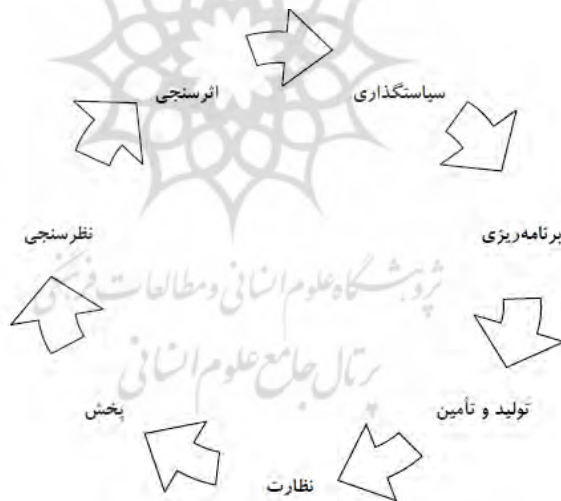 سیاستگذاری
برنامه‌ریزی
تولید و تأمین
نظارت
پخش
نظرسنجی
اثرسنجی
پژوهشگاه علوم انسانی و مطالعات فرهنگی
پرتال جامع علوم انسانی